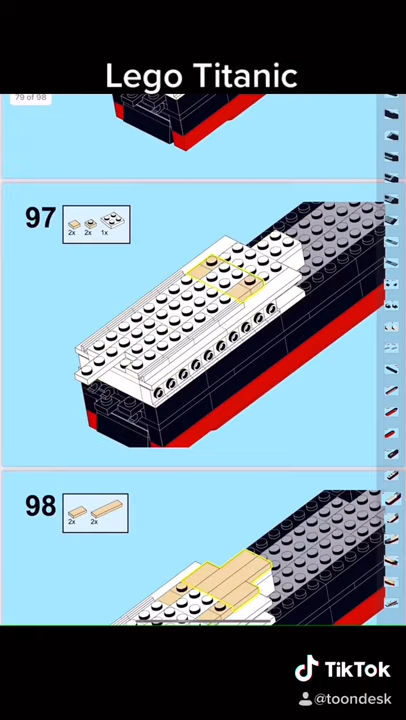 Lego Titanic
79 of 98
97
2x 2x 1x
98
2x 2x
TikTok
@toondesk